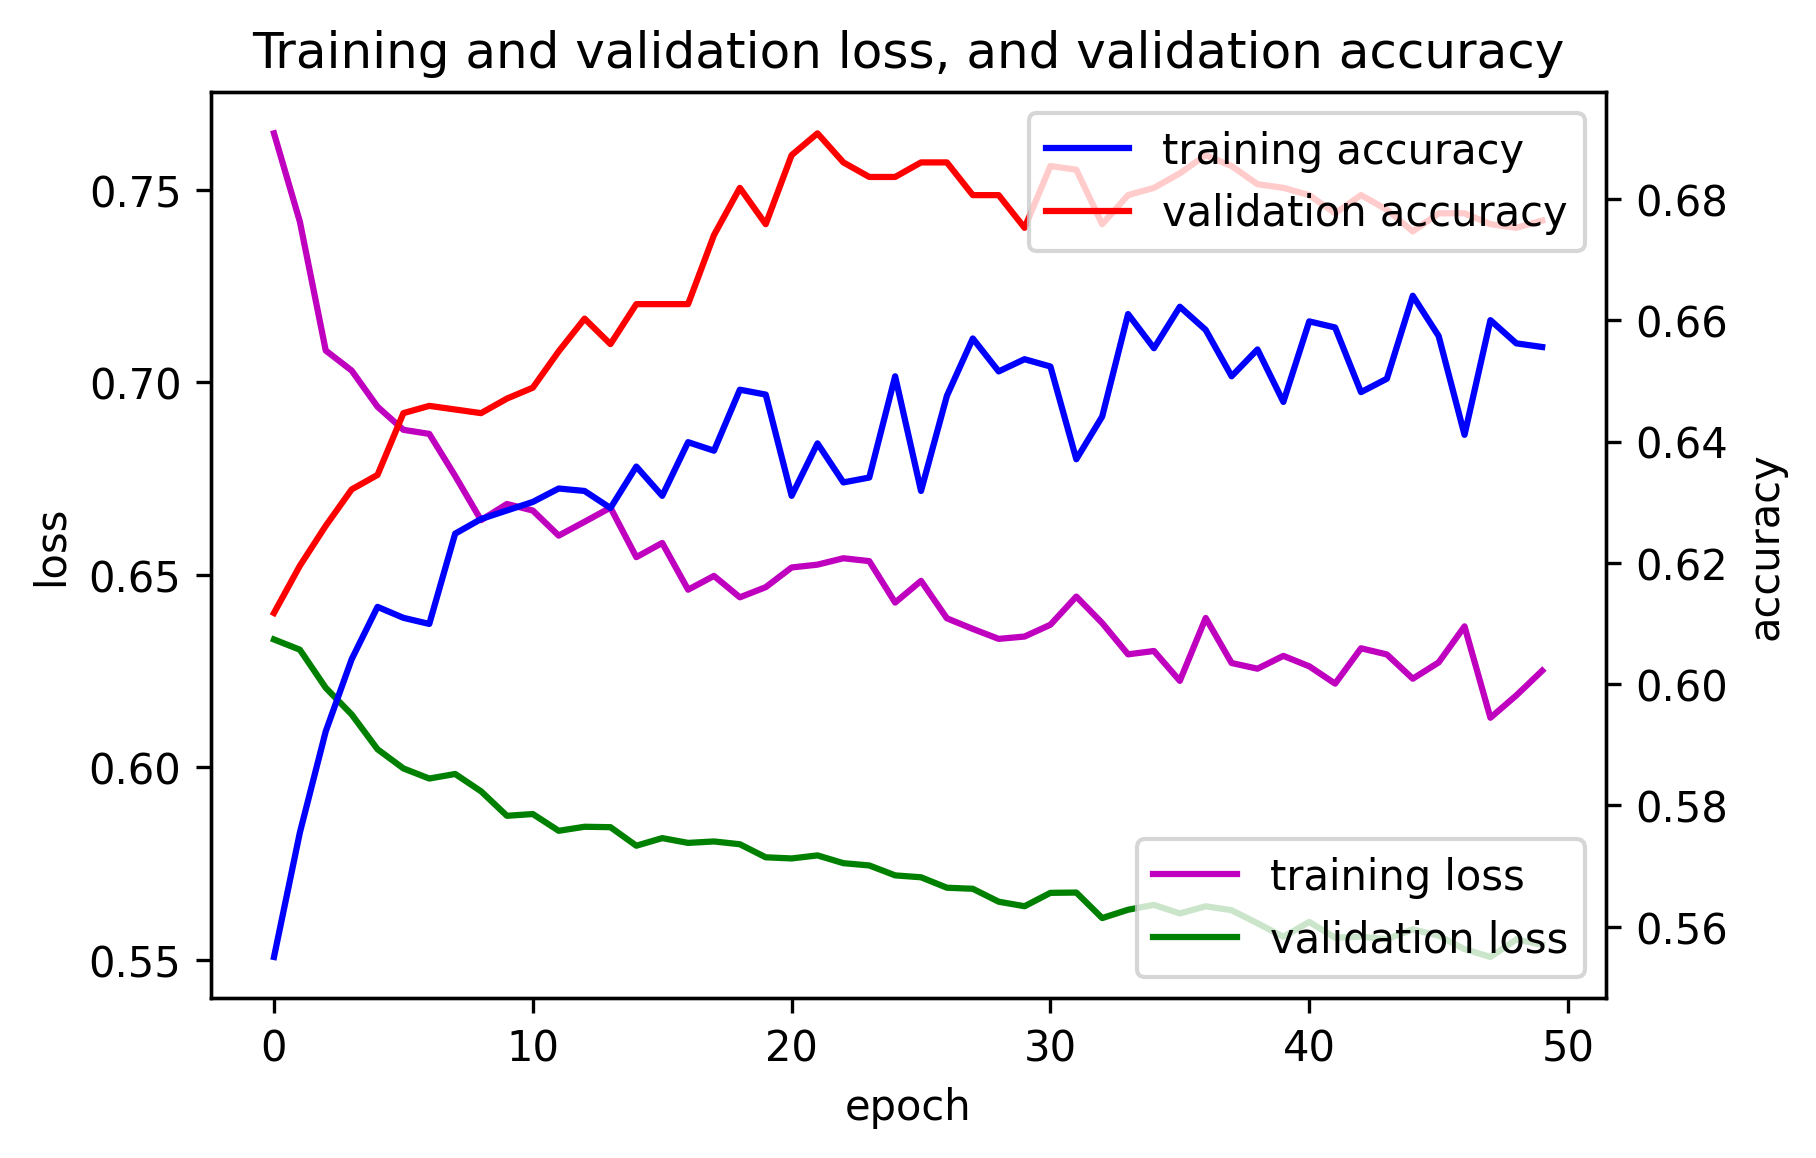 Training and validation loss, and validation accuracy
training accuracy
validation accuracy
training loss
validation loss
loss
0.75
0.70
0.65
0.60
0.55
accuracy
0.68
0.66
0.64
0.62
0.60
0.58
0.56
0 10 20 30 40 50
epoch